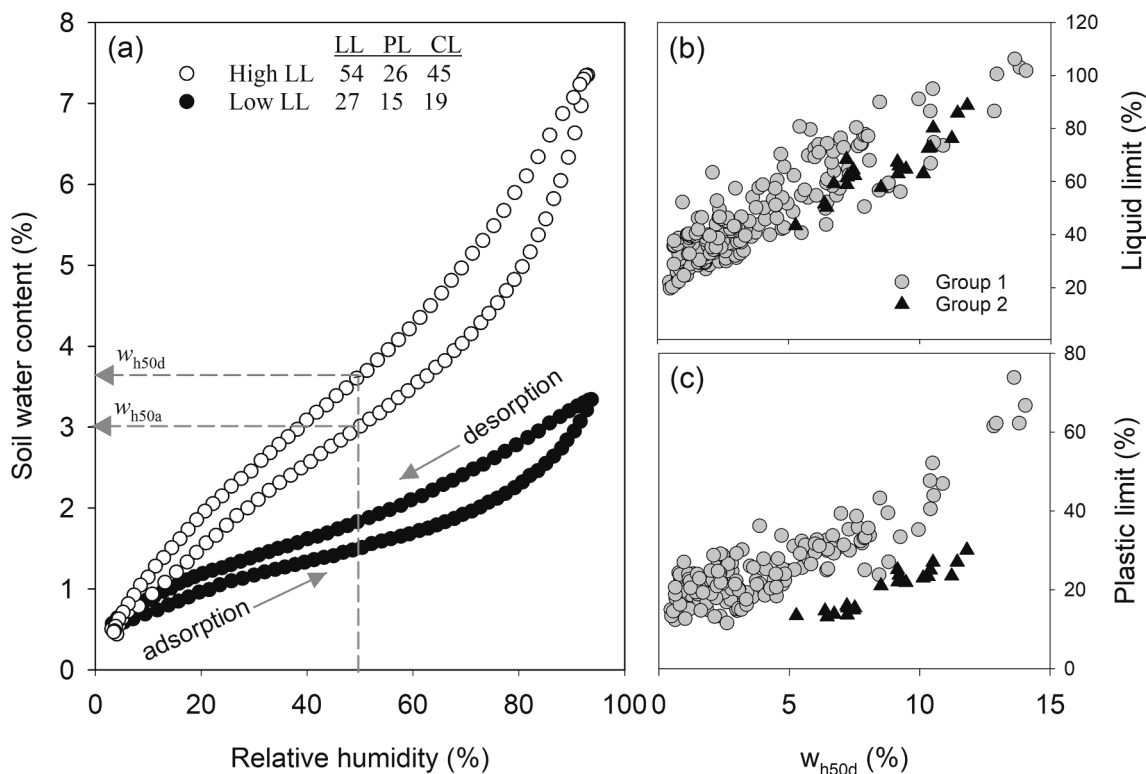 (a)
LL PL CL
High LL 54 26 45
Low LL 27 15 19
8
7
6
5
4
3
2
1
0
Soil water content (%)
wh50d
wh50a
desorption
adsorption
0 20 40 60 80 100
Relative humidity (%)
(b)
120
100
80
60
40
20
Liquid limit (%)
Group 1
Group 2
(c)
80
60
40
20
0
Plastic limit (%)
0 5 10 15
wh50d (%)